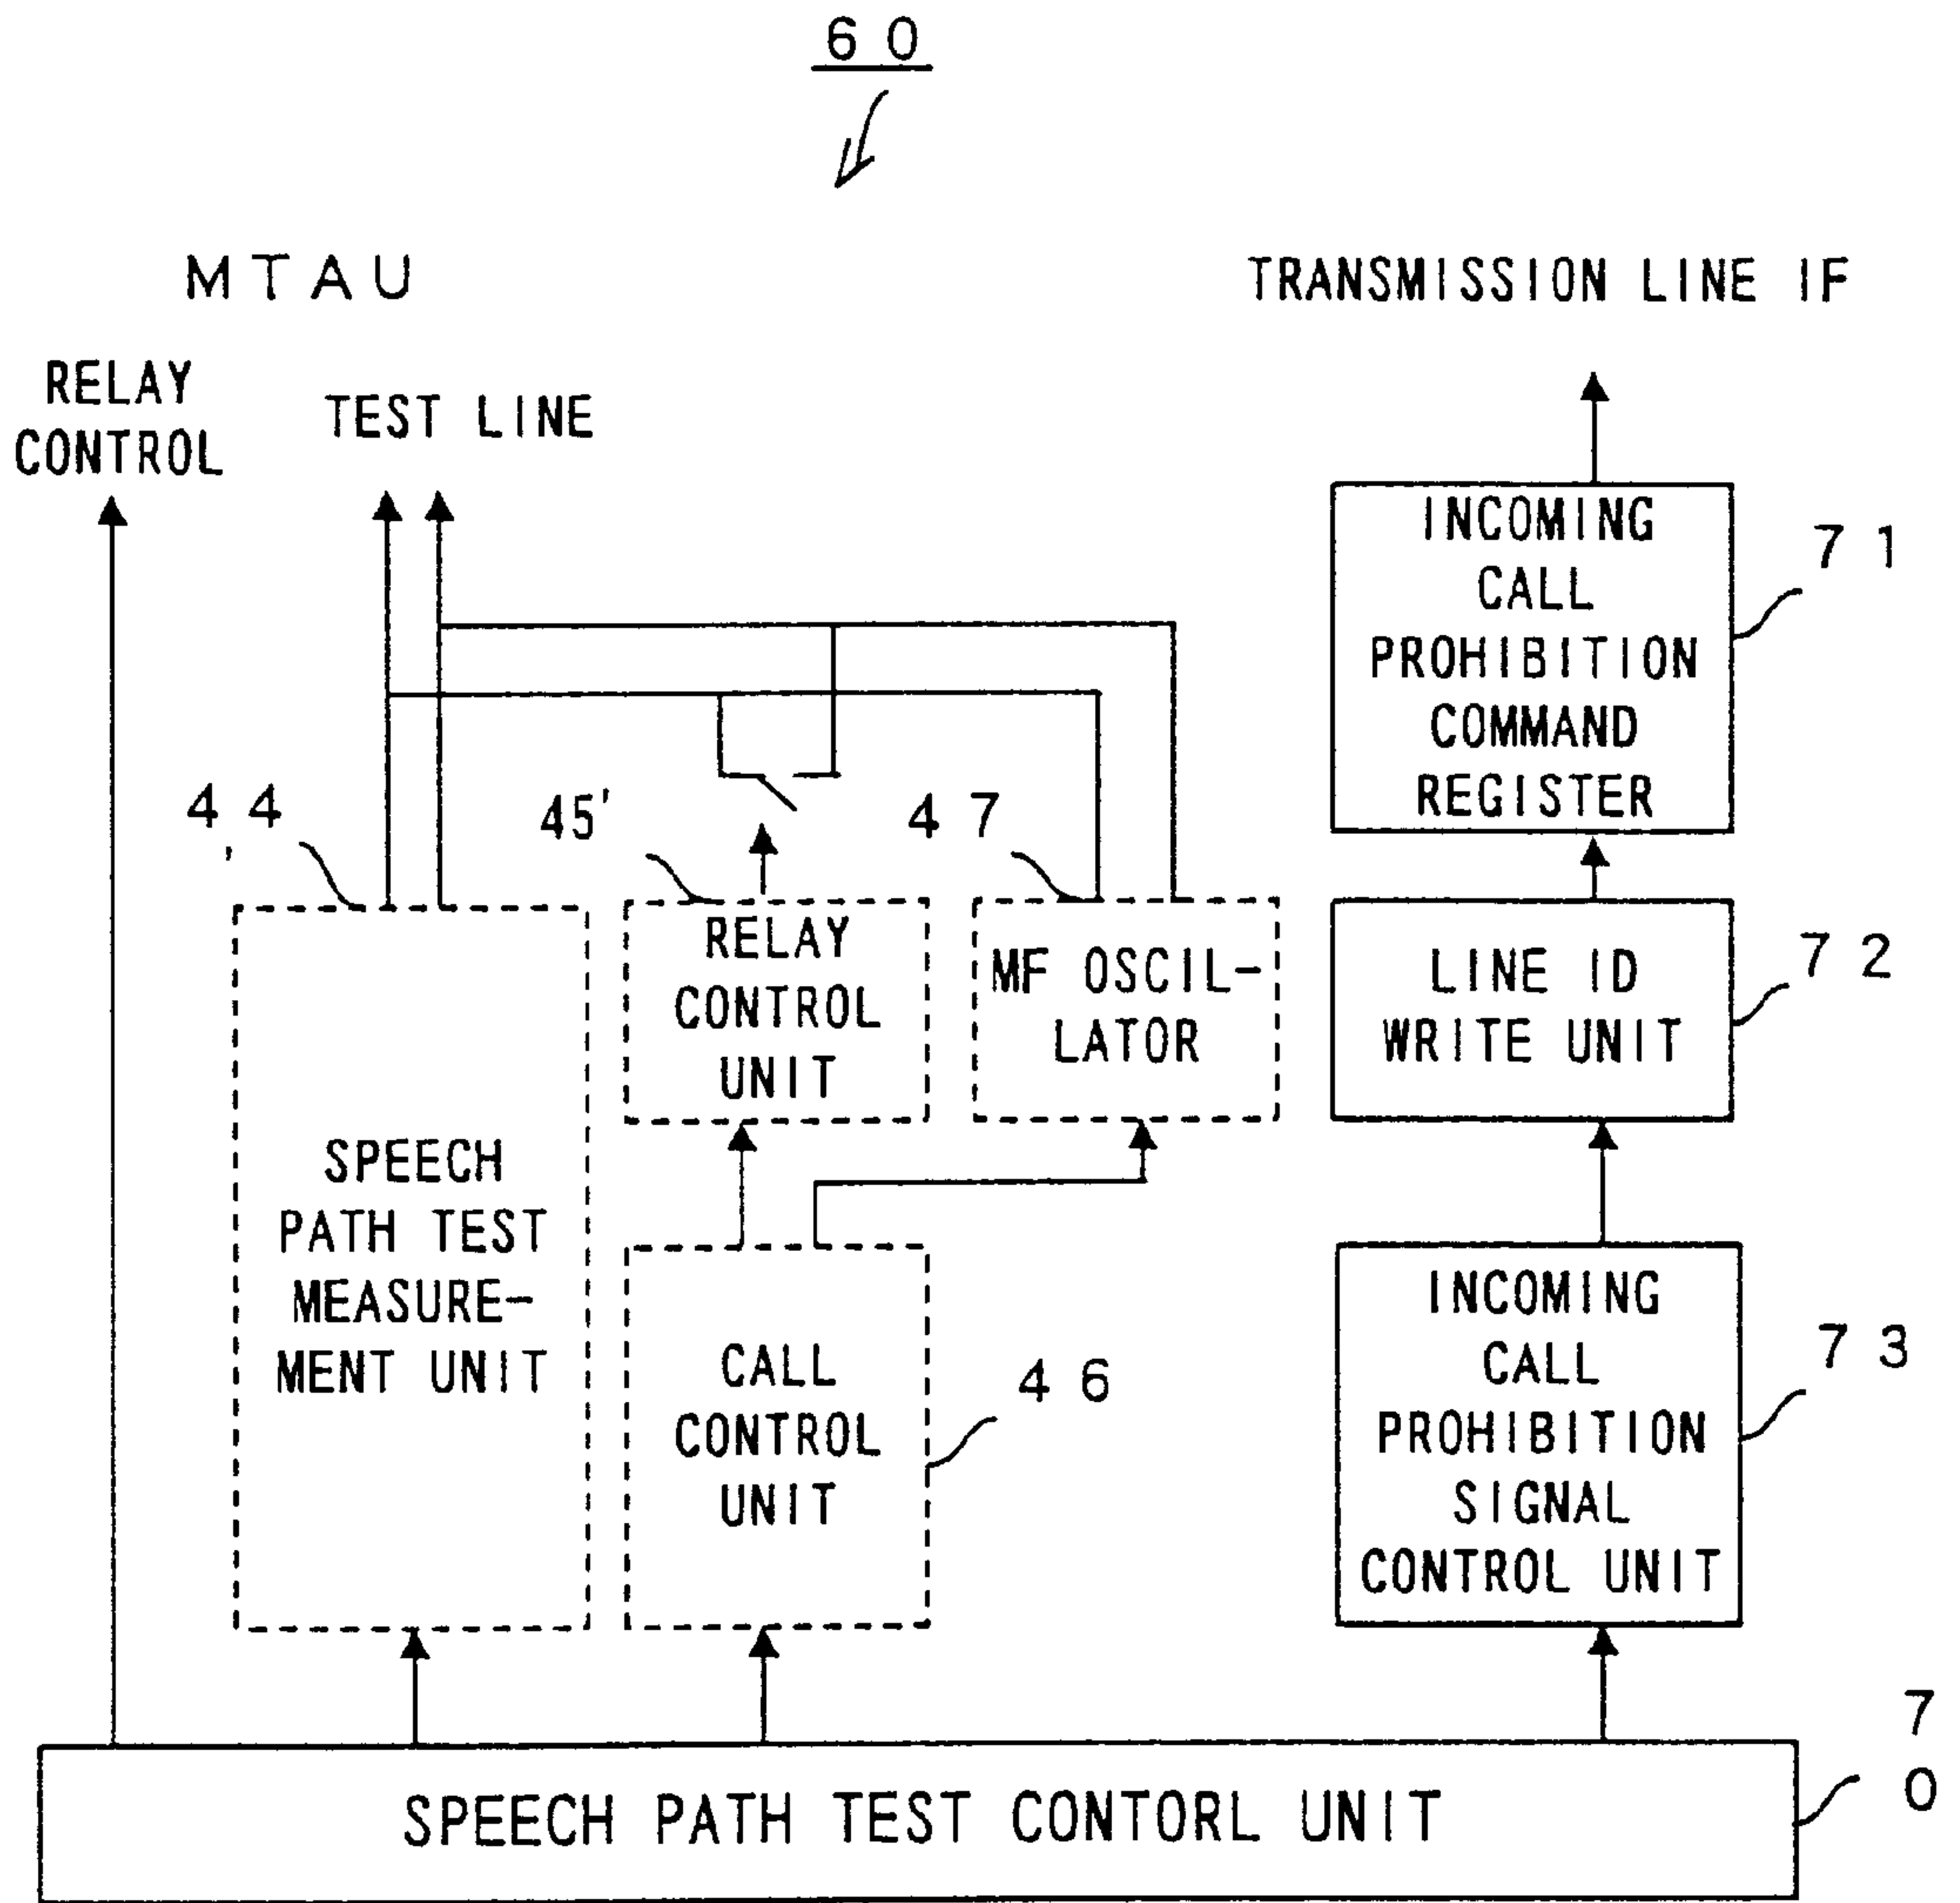 60
MTAU
TRANSMISSION LINE IF
RELAY
CONTROL
TEST LINE
INCOMING
CALL
PROHIBITION
COMMAND
REGISTER
71
44'
45'
47
RELAY
CONTROL
UNIT
MF OSCIL-
LATOR
LINE ID
WRITE UNIT
72
SPEECH
PATH TEST
MEASURE-
MENT UNIT
CALL
CONTROL
UNIT
46
INCOMING
CALL
PROHIBITION
SIGNAL
CONTROL UNIT
73
SPEECH PATH TEST CONTORL UNIT
70